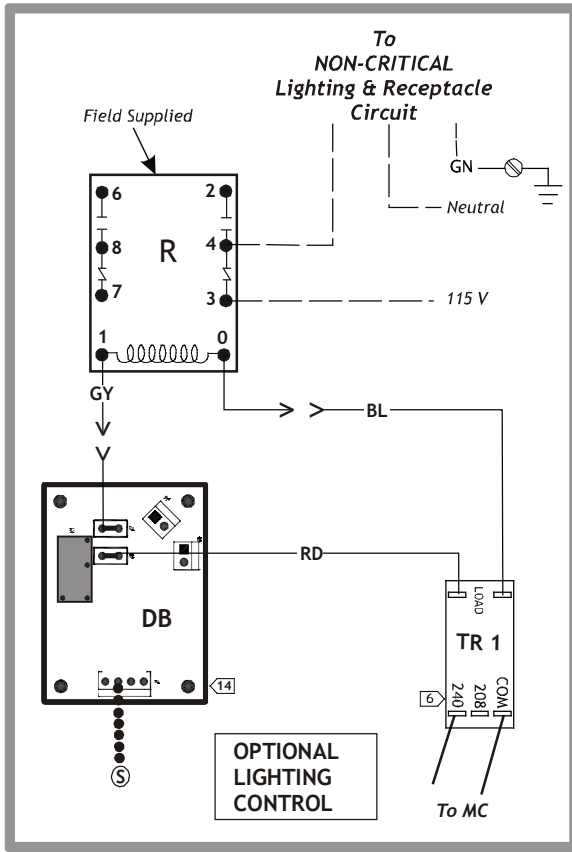 To
NON-CRITICAL
Lighting & Receptacle
Circuit
Field Supplied
GN
Neutral
6
2
8
R
4
7
3
115 V
1
0
GY
BL
RD
LOAD
DB
TR 1
14
6
240
208
COM
S
OPTIONAL
LIGHTING
CONTROL
To MC